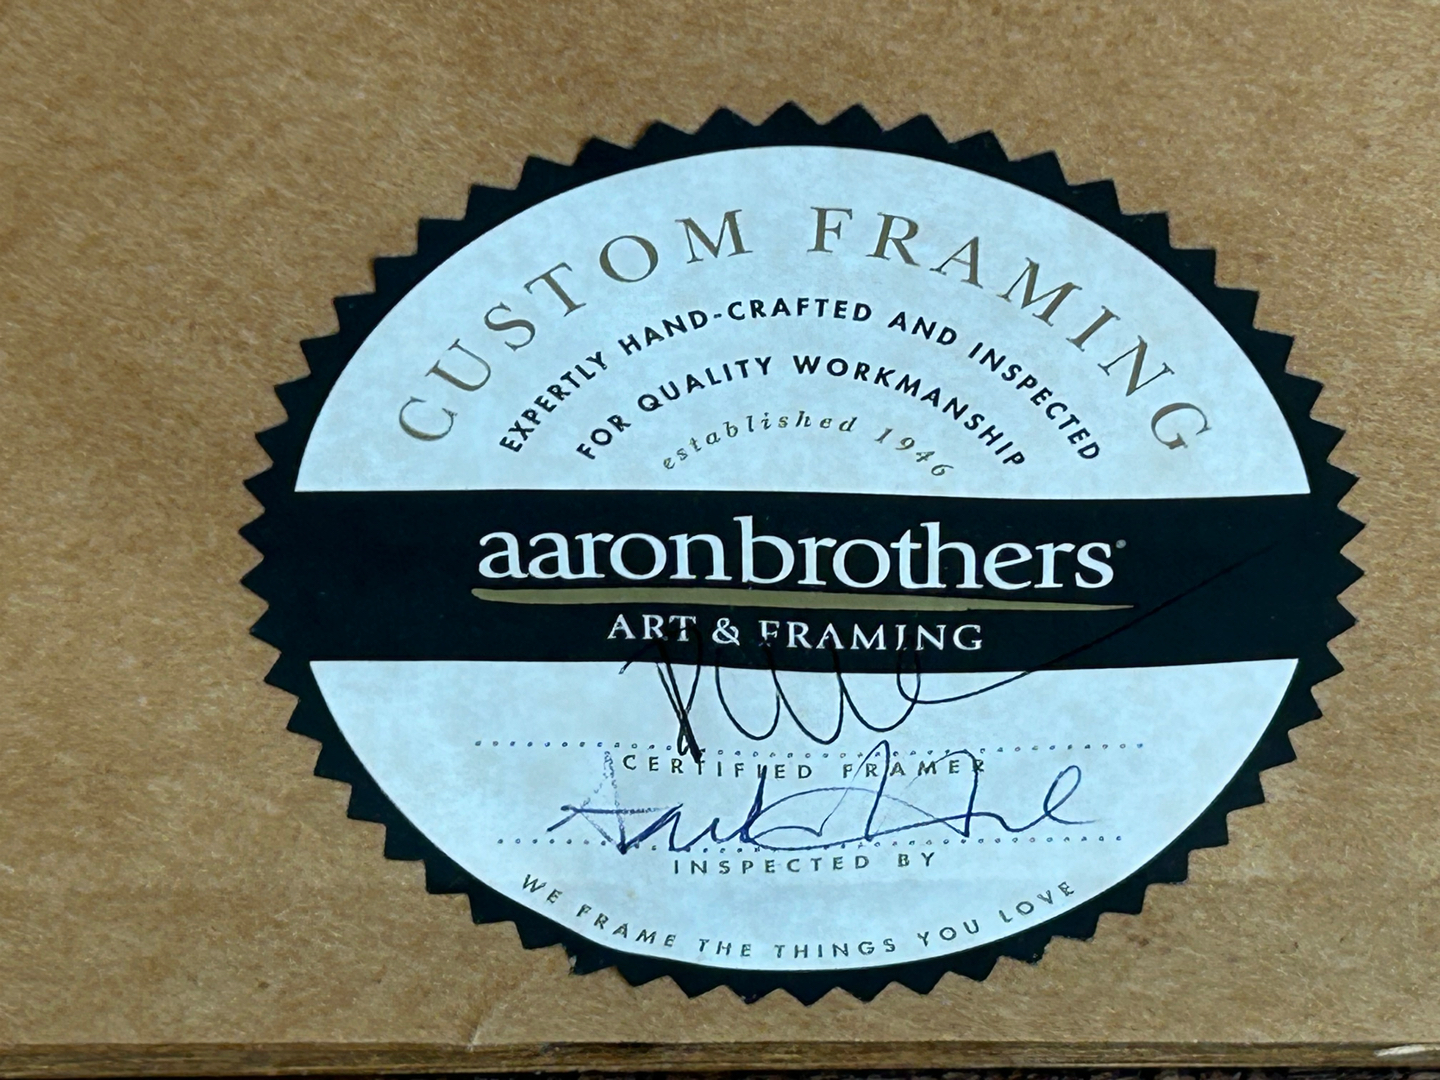 CUSTOM FRAMING
EXPERTLY HAND-CRAFTED AND INSPECTED
FOR QUALITY WORKMANSHIP
established 1946
aaronbrothers
ART & FRAMING
CERTIFIED FRAMER
INSPECTED BY
WE FRAME THE THINGS YOU LOVE